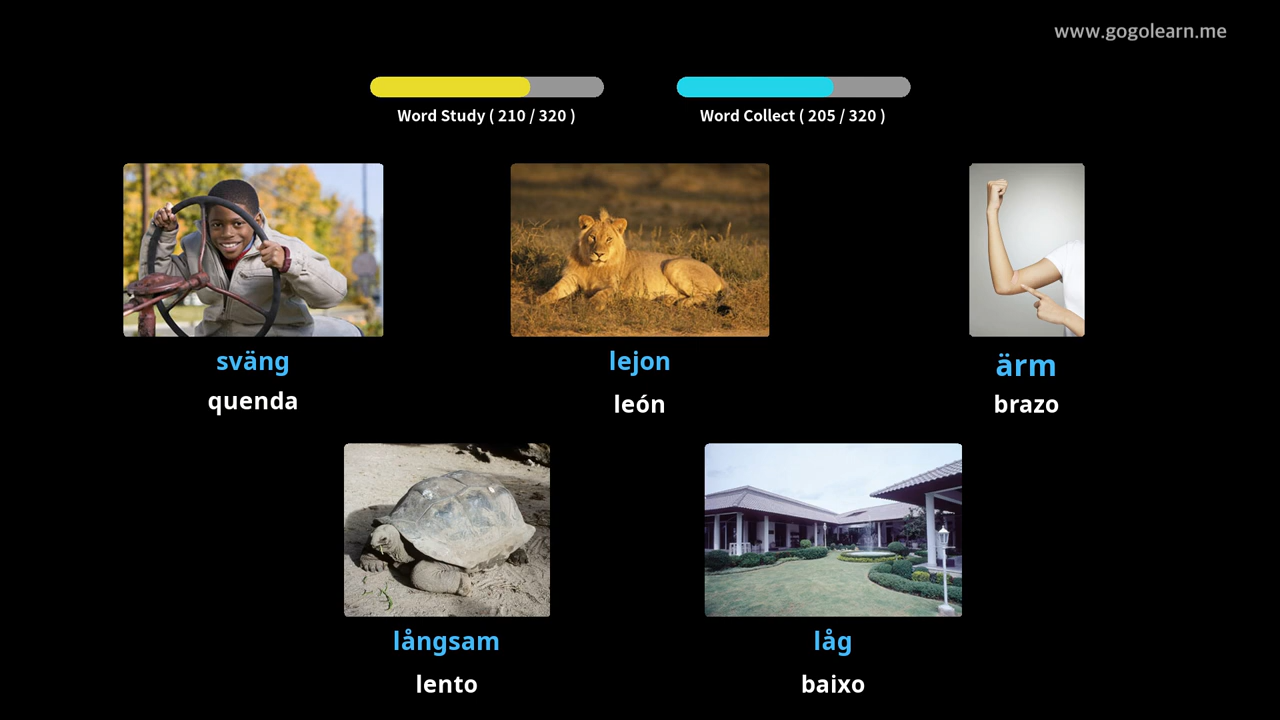 www.gogolearn.me
Word Study ( 210 / 320 )
Word Collect ( 205 / 320 )
sväng
quenda
lejon
león
ärm
brazo
långsam
lento
låg
baixo